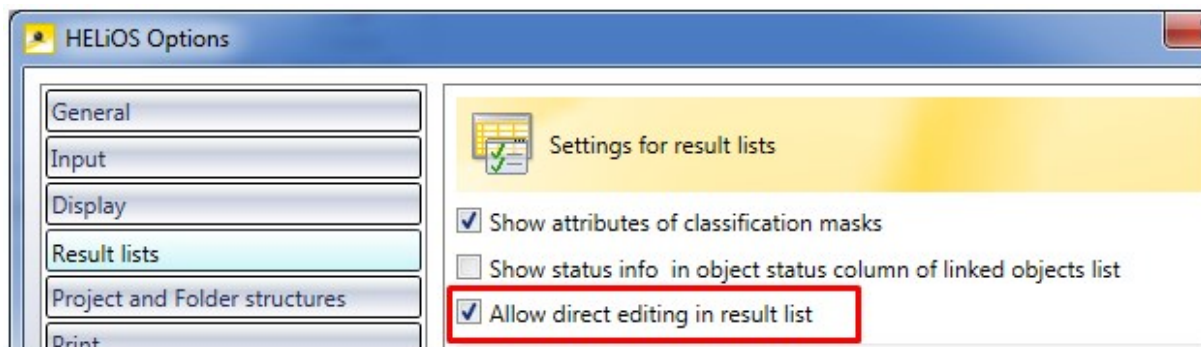 HELiOS Options
General
Input
Display
Result lists
Project and Folder structures
Print
Settings for result lists
Show attributes of classification masks
Show status info in object status column of linked objects list
Allow direct editing in result list